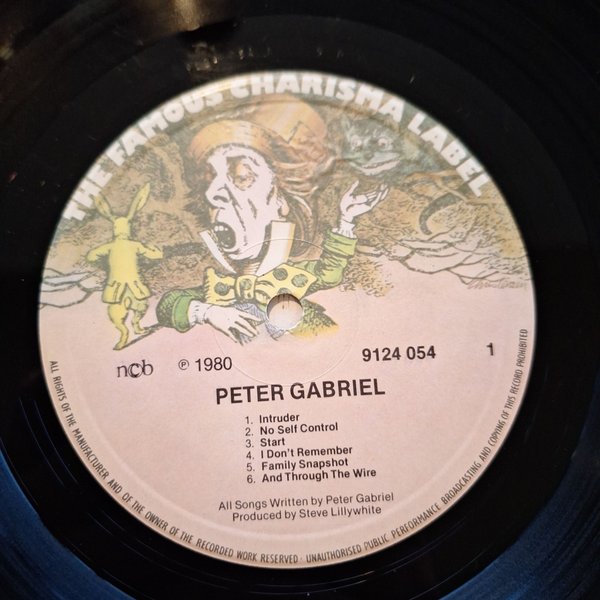 THE FAMOUS CHARISMA LABEL
ncb ℗ 1980 9124 054 1
PETER GABRIEL
1. Intruder
2. No Self Control
3. Start
4. I Don't Remember
5. Family Snapshot
6. And Through The Wire
All Songs Written by Peter Gabriel
Produced by Steve Lillywhite
ALL RIGHTS OF THE MANUFACTURER AND OF THE OWNER OF THE RECORDED WORK RESERVED · UNAUTHORISED PUBLIC PERFORMANCE BROADCASTING AND COPYING OF THIS RECORD PROHIBITED